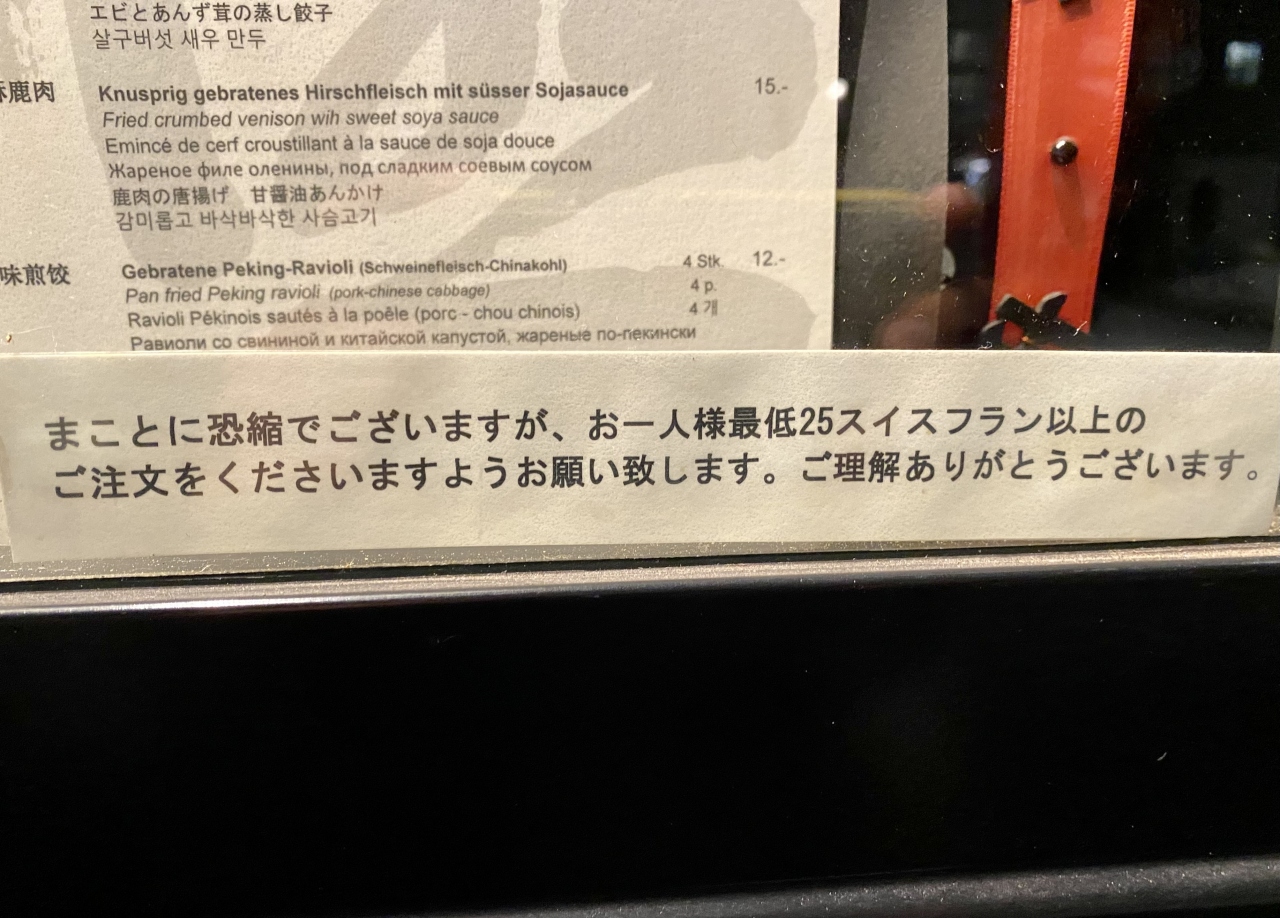 エビとあんず茸の蒸し餃子
살구버섯 새우 만두
鹿肉 Knusprig gebratenes Hirschfleisch mit süsser Sojasauce 15.-
Fried crumbed venison wih sweet soya sauce
Emincé de cerf croustillant à la sauce de soja douce
Жареное филе оленины, под сладким соевым соусом
鹿肉の唐揚げ 甘醤油あんかけ
감미롭고 바삭바삭한 사슴고기
味煎饺 Gebratene Peking-Ravioli (Schweinefleisch-Chinakohl) 4 Stk. 12.-
Pan fried Peking ravioli (pork-chinese cabbage) 4 p.
Ravioli Pékinois sautés à la poêle (porc - chou chinois) 4 개
Равиоли со свининой и китайской капустой, жареные по-пекински
まことに恐縮でございますが、お一人様最低25スイスフラン以上の
ご注文をくださいますようお願い致します。ご理解ありがとうございます。